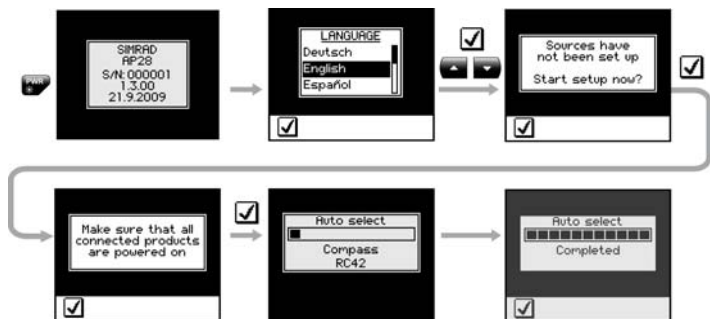 PWR
SIMRAD
AP28
S/N:000001
1.3.00
21.9.2009
LANGUAGE
Deutsch
English
Español
Sources have
not been set up
Start setup now?
Make sure that all
connected products
are powered on
Auto select
Compass
RC42
Auto select
Completed